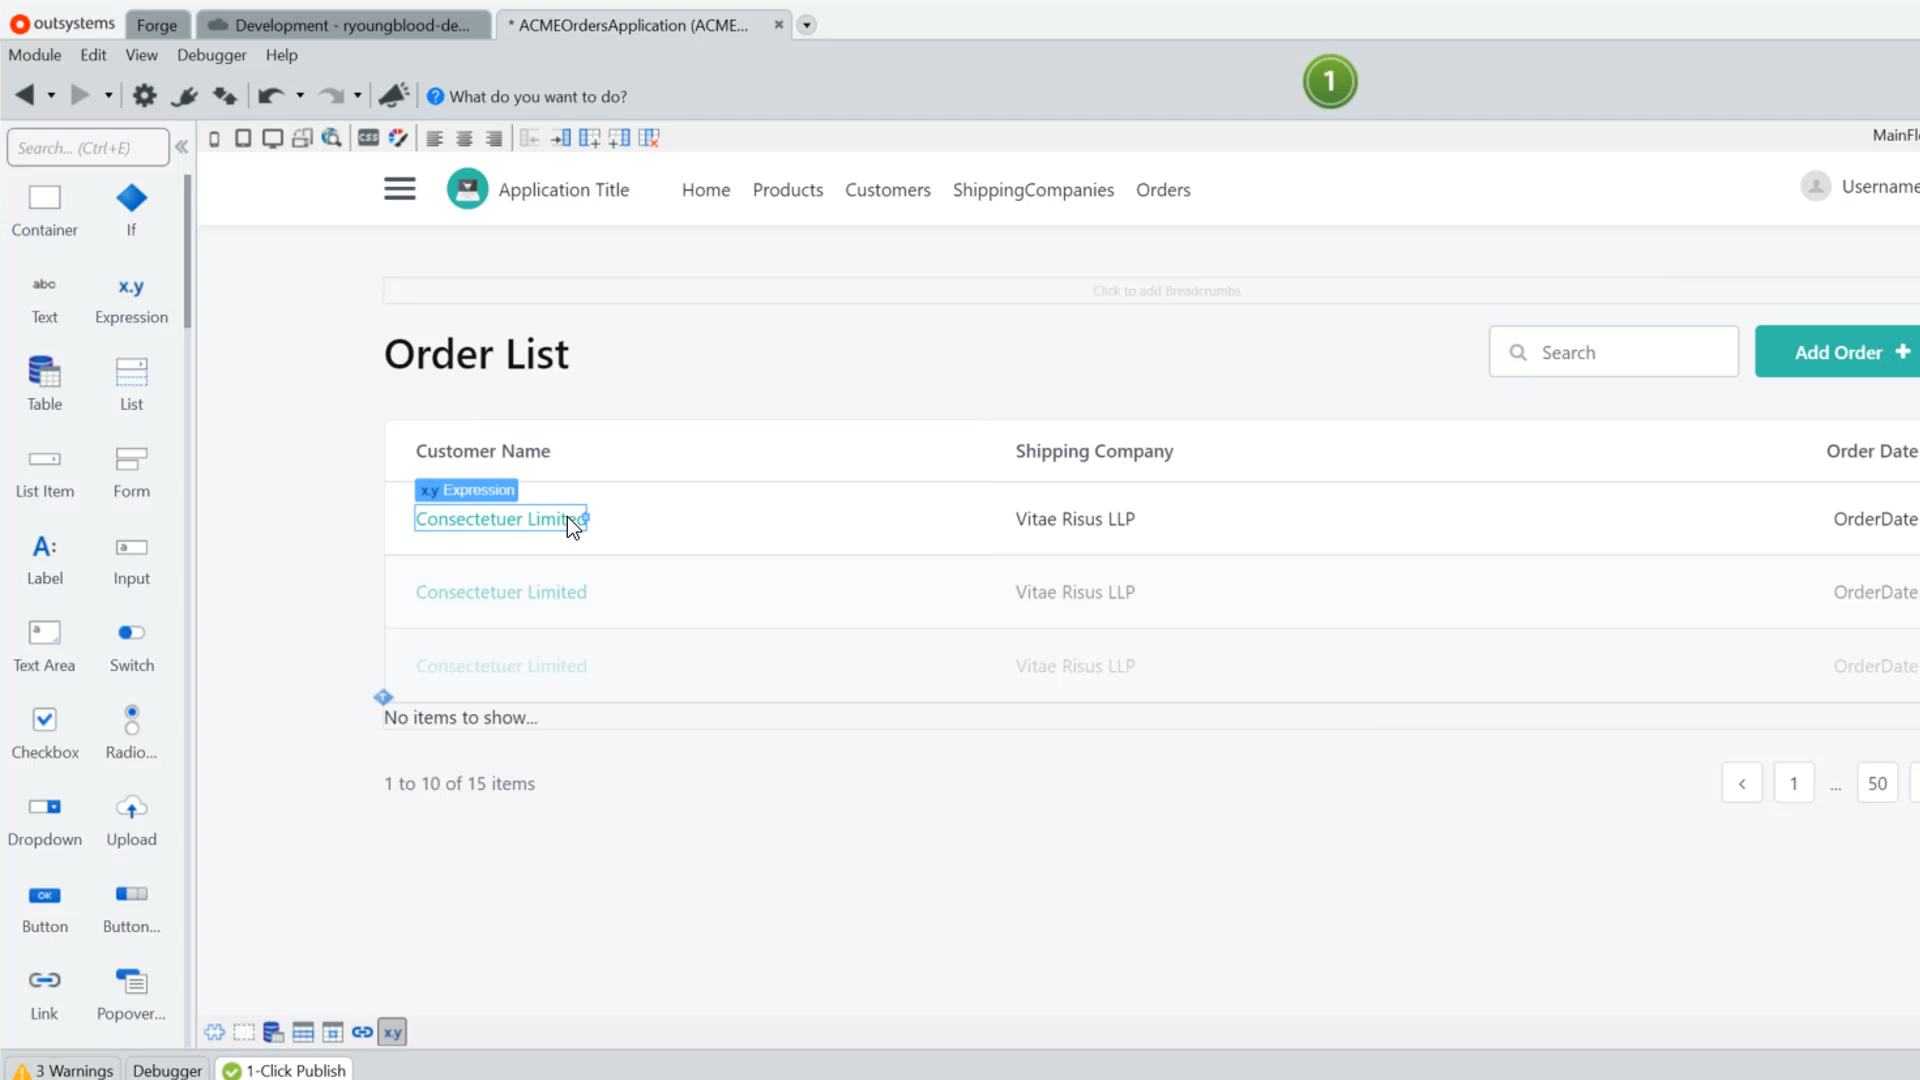 outsystems
Forge
Development - ryoungblood-de...
* ACMEOrdersApplication (ACME...
Module Edit View Debugger Help
1
What do you want to do?
Search... (Ctrl+E)
CSS
MainFl
Application Title
Home Products Customers ShippingCompanies Orders
Username
Container
If
abc
Text
x.y
Expression
Table
List
List Item
Form
A:
Label
a
Input
a
Text Area
Switch
Checkbox
Radio...
Dropdown
Upload
OK
Button
Button...
Link
Popover...
Click to add Breadcrumbs
Order List
Search
Add Order +
Customer Name Shipping Company Order Date
x.y Expression
Consectetuer Limited Vitae Risus LLP OrderDate
Consectetuer Limited Vitae Risus LLP OrderDate
Consectetuer Limited Vitae Risus LLP OrderDate
No items to show...
1 to 10 of 15 items
< 1 ... 50
x.y
3 Warnings
Debugger
1-Click Publish